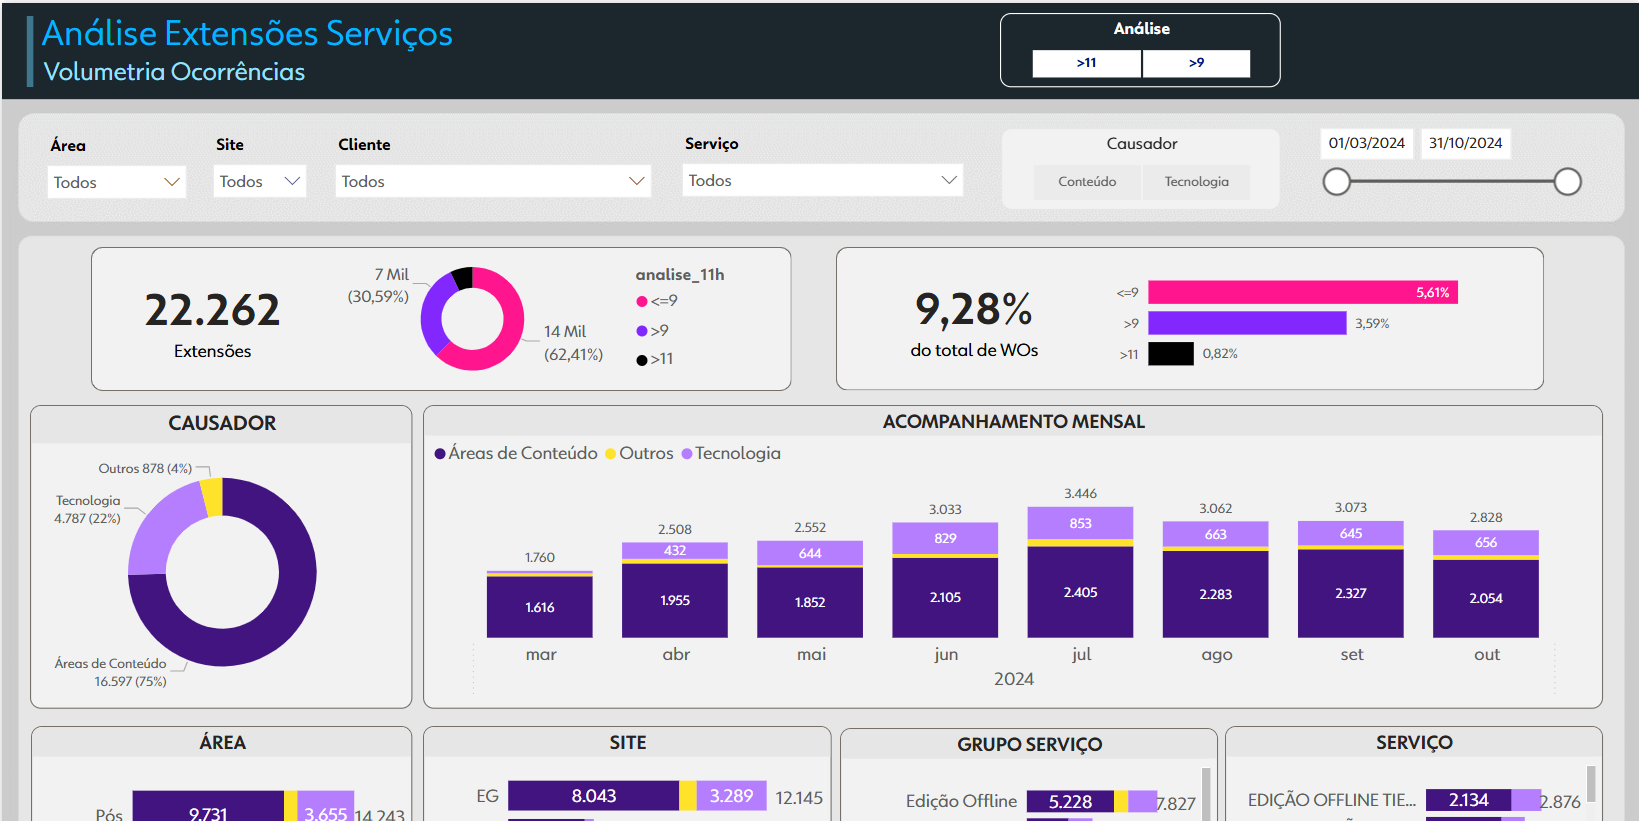 Análise Extensões Serviços
Volumetria Ocorrências
Análise
>11
>9
Área
Todos
Site
Todos
Cliente
Todos
Serviço
Todos
Causador
Conteúdo
Tecnologia
01/03/2024
31/10/2024
22.262
Extensões
7 Mil
(30,59%)
14 Mil
(62,41%)
analise_11h
<=9
>9
>11
9,28%
do total de WOs
<=9
5,61%
>9
3,59%
>11
0,82%
CAUSADOR
Outros 878 (4%)
Tecnologia
4.787 (22%)
Áreas de Conteúdo
16.597 (75%)
ACOMPANHAMENTO MENSAL
Áreas de Conteúdo
Outros
Tecnologia
1.760
2.508
2.552
3.033
3.446
3.062
3.073
2.828
432
644
829
853
663
645
656
1.616
1.955
1.852
2.105
2.405
2.283
2.327
2.054
mar
abr
mai
jun
jul
ago
set
out
2024
ÁREA
Pós
9.731
3.655
14.243
SITE
EG
8.043
3.289
12.145
GRUPO SERVIÇO
Edição Offline
5.228
7.827
SERVIÇO
EDIÇÃO OFFLINE TIE...
2.134
2.876